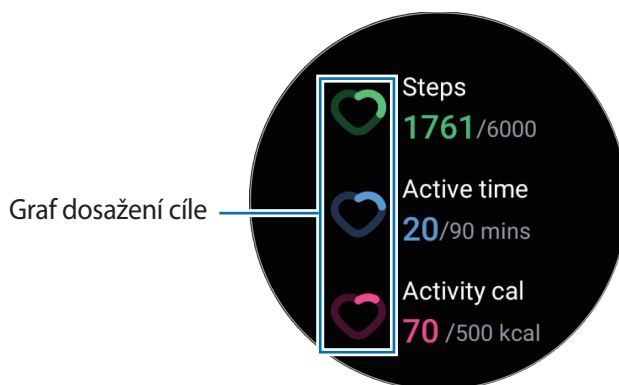 Graf dosažení cíle
Steps
1761/6000
Active time
20/90 mins
Activity cal
70 /500 kcal